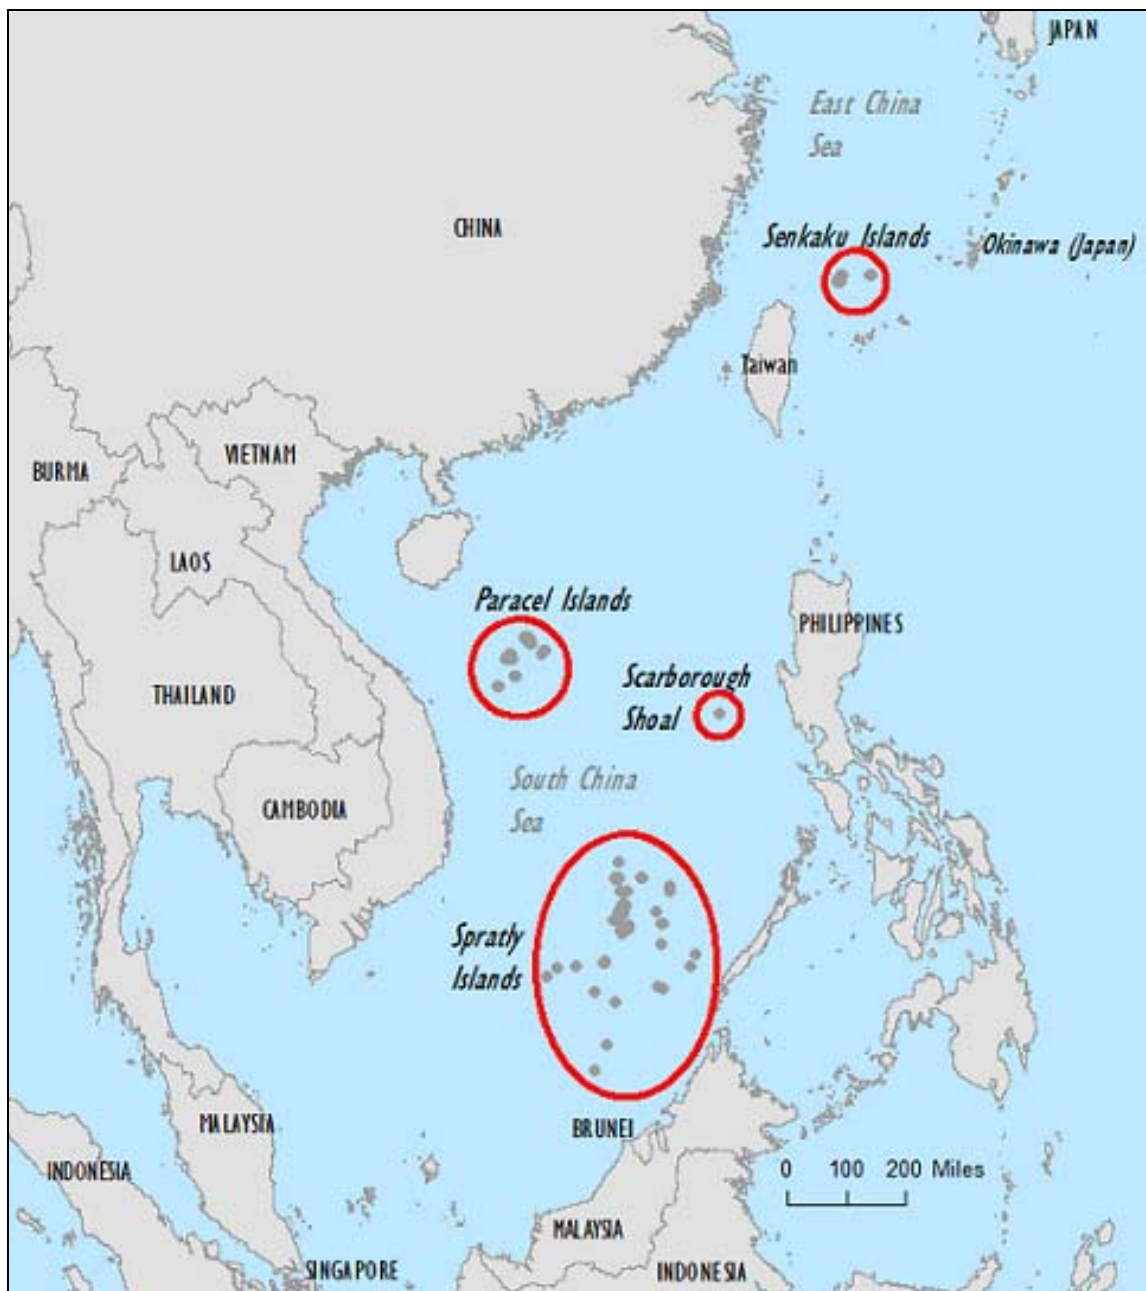 JAPAN
East China
Sea
CHINA
Senkaku Islands
Okinawa (Japan)
Taiwan
VIETNAM
BURMA
LAOS
Paracel Islands
PHILIPPINES
Scarborough
Shoal
THAILAND
South China
Sea
CAMBODIA
Spratly
Islands
MALAYSIA
BRUNEI
INDONESIA
0 100 200 Miles
MALAYSIA
SINGAPORE
INDONESIA